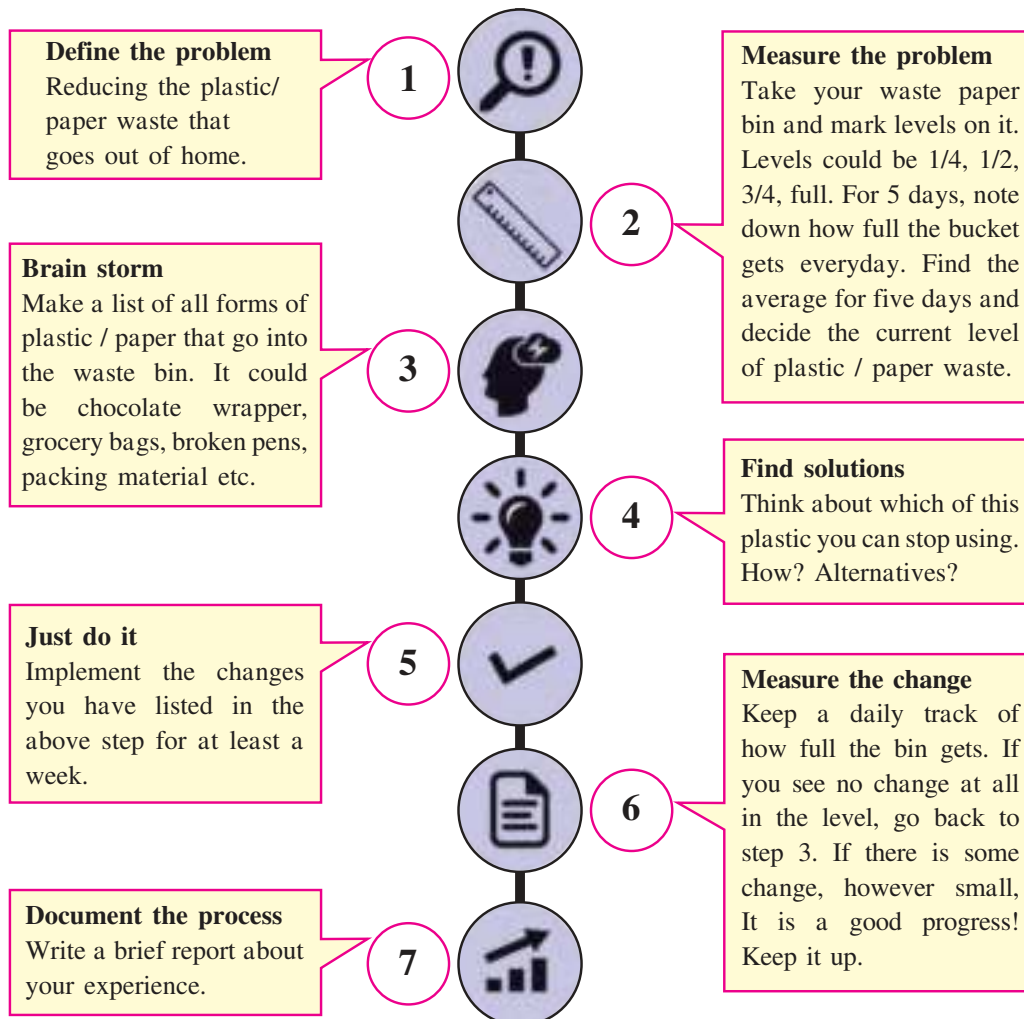 Define the problem
Reducing the plastic/
paper waste that
goes out of home.
1
Measure the problem
Take your waste paper
bin and mark levels on it.
Levels could be 1/4, 1/2,
3/4, full. For 5 days, note
down how full the bucket
gets everyday. Find the
average for five days and
decide the current level
of plastic / paper waste.
2
Brain storm
Make a list of all forms of
plastic / paper that go into
the waste bin. It could
be chocolate wrapper,
grocery bags, broken pens,
packing material etc.
3
Find solutions
Think about which of this
plastic you can stop using.
How? Alternatives?
4
Just do it
Implement the changes
you have listed in the
above step for at least a
week.
5
Measure the change
Keep a daily track of
how full the bin gets. If
you see no change at all
in the level, go back to
step 3. If there is some
change, however small,
It is a good progress!
Keep it up.
6
Document the process
Write a brief report about
your experience.
7